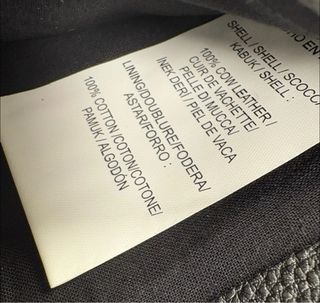 SHELL / SHELL / SCOCC
KABUK / SHELL :
100% COW LEATHER /
CUIR DE VACHETTE /
PELLE DI MUCCA /
INEK DERİ / PIEL DE VACA
LINING/DOUBLURE/FODERA/
ASTAR/FORRO :
100% COTTON/COTON/COTONE/
PAMUK / ALGODÓN